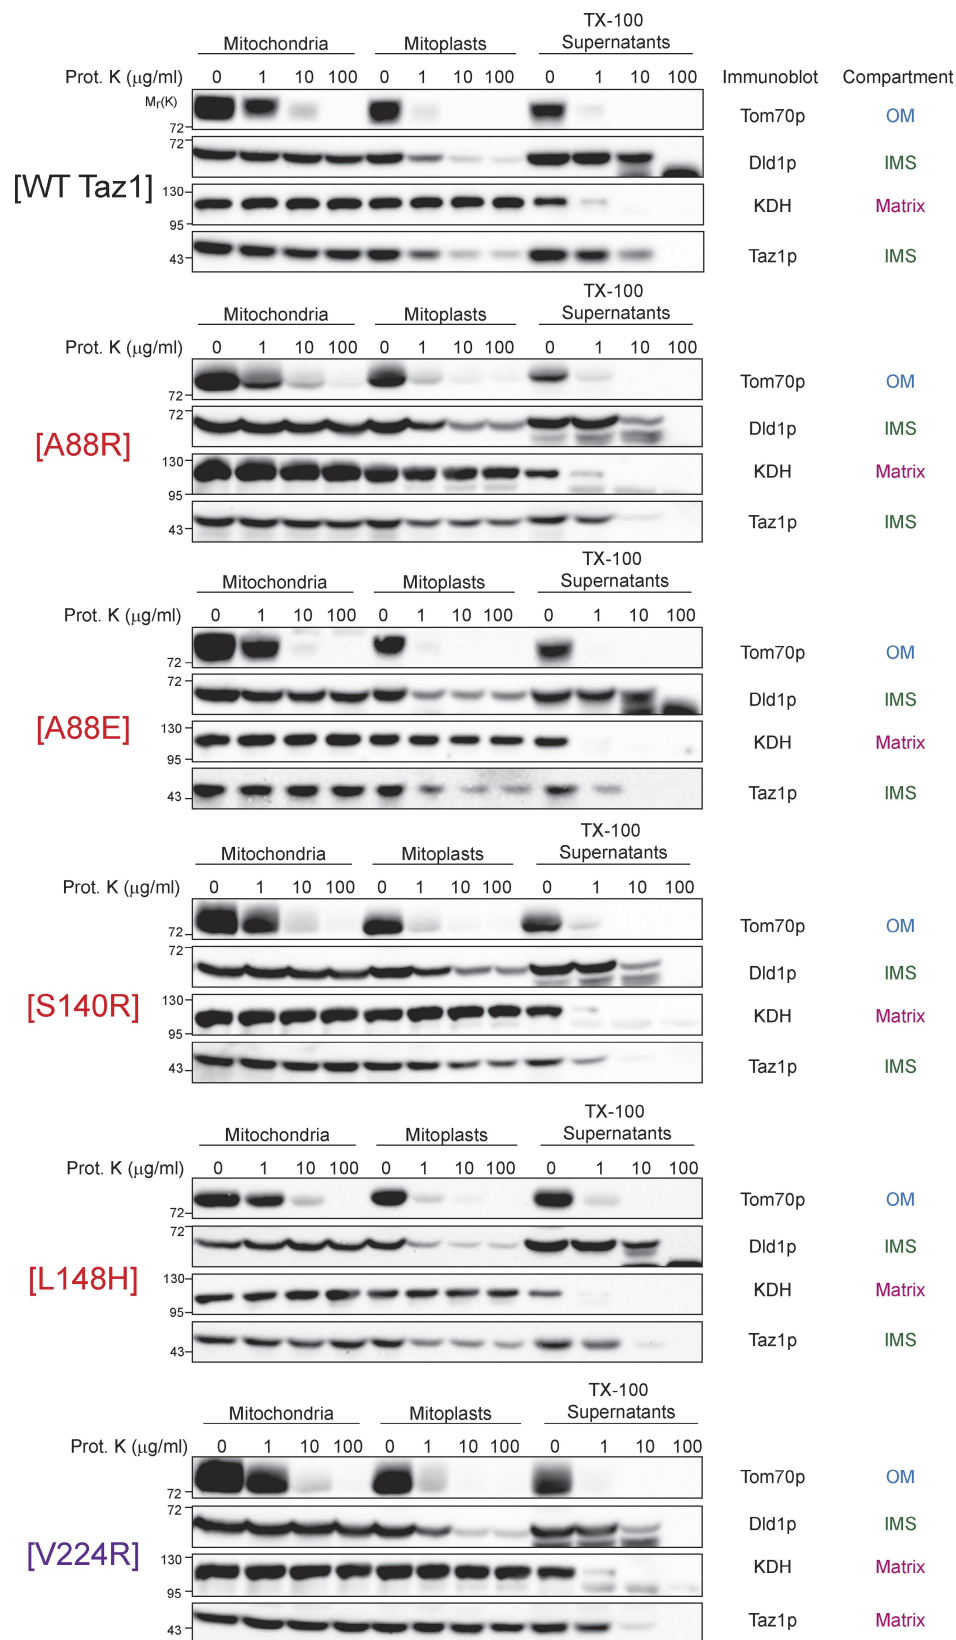 TX-100
Mitochondria Mitoplasts Supernatants
Prot. K (μg/ml) 0 1 10 100 0 1 10 100 0 1 10 100 Immunoblot Compartment
Mr(K)
72 Tom70p OM
72 Dld1p IMS
[WT Taz1]
130 KDH Matrix
95
43 Taz1p IMS
TX-100
Mitochondria Mitoplasts Supernatants
Prot. K (μg/ml) 0 1 10 100 0 1 10 100 0 1 10 100
72 Tom70p OM
72 Dld1p IMS
[A88R]
130 KDH Matrix
95
43 Taz1p IMS
TX-100
Mitochondria Mitoplasts Supernatants
Prot. K (μg/ml) 0 1 10 100 0 1 10 100 0 1 10 100
72 Tom70p OM
72 Dld1p IMS
[A88E]
130 KDH Matrix
95
43 Taz1p IMS
TX-100
Mitochondria Mitoplasts Supernatants
Prot. K (μg/ml) 0 1 10 100 0 1 10 100 0 1 10 100
72 Tom70p OM
72 Dld1p IMS
[S140R]
130 KDH Matrix
95
43 Taz1p IMS
TX-100
Mitochondria Mitoplasts Supernatants
Prot. K (μg/ml) 0 1 10 100 0 1 10 100 0 1 10 100
72 Tom70p OM
72 Dld1p IMS
[L148H]
130 KDH Matrix
95
43 Taz1p IMS
TX-100
Mitochondria Mitoplasts Supernatants
Prot. K (μg/ml) 0 1 10 100 0 1 10 100 0 1 10 100
72 Tom70p OM
72 Dld1p IMS
[V224R]
130 KDH Matrix
95
43 Taz1p Matrix